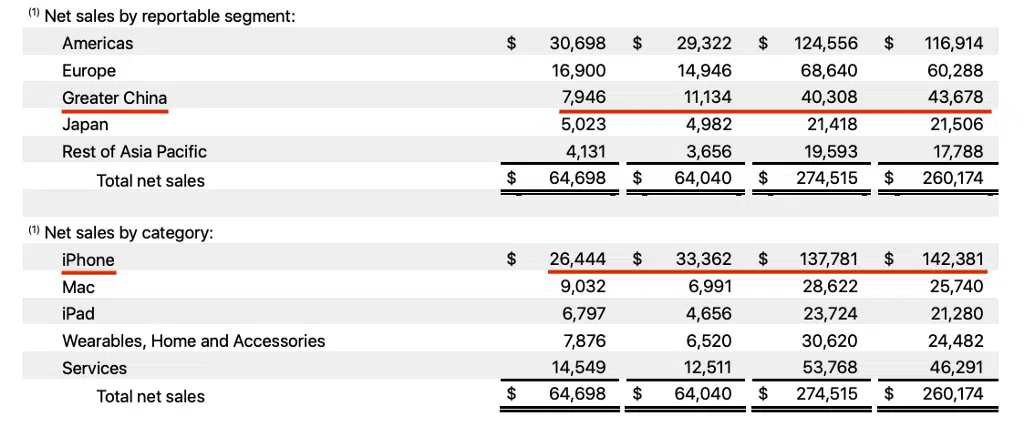 (1) Net sales by reportable segment:
Americas $ 30,698 $ 29,322 $ 124,556 $ 116,914
Europe 16,900 14,946 68,640 60,288
Greater China 7,946 11,134 40,308 43,678
Japan 5,023 4,982 21,418 21,506
Rest of Asia Pacific 4,131 3,656 19,593 17,788
Total net sales $ 64,698 $ 64,040 $ 274,515 $ 260,174
(1) Net sales by category:
iPhone $ 26,444 $ 33,362 $ 137,781 $ 142,381
Mac 9,032 6,991 28,622 25,740
iPad 6,797 4,656 23,724 21,280
Wearables, Home and Accessories 7,876 6,520 30,620 24,482
Services 14,549 12,511 53,768 46,291
Total net sales $ 64,698 $ 64,040 $ 274,515 $ 260,174